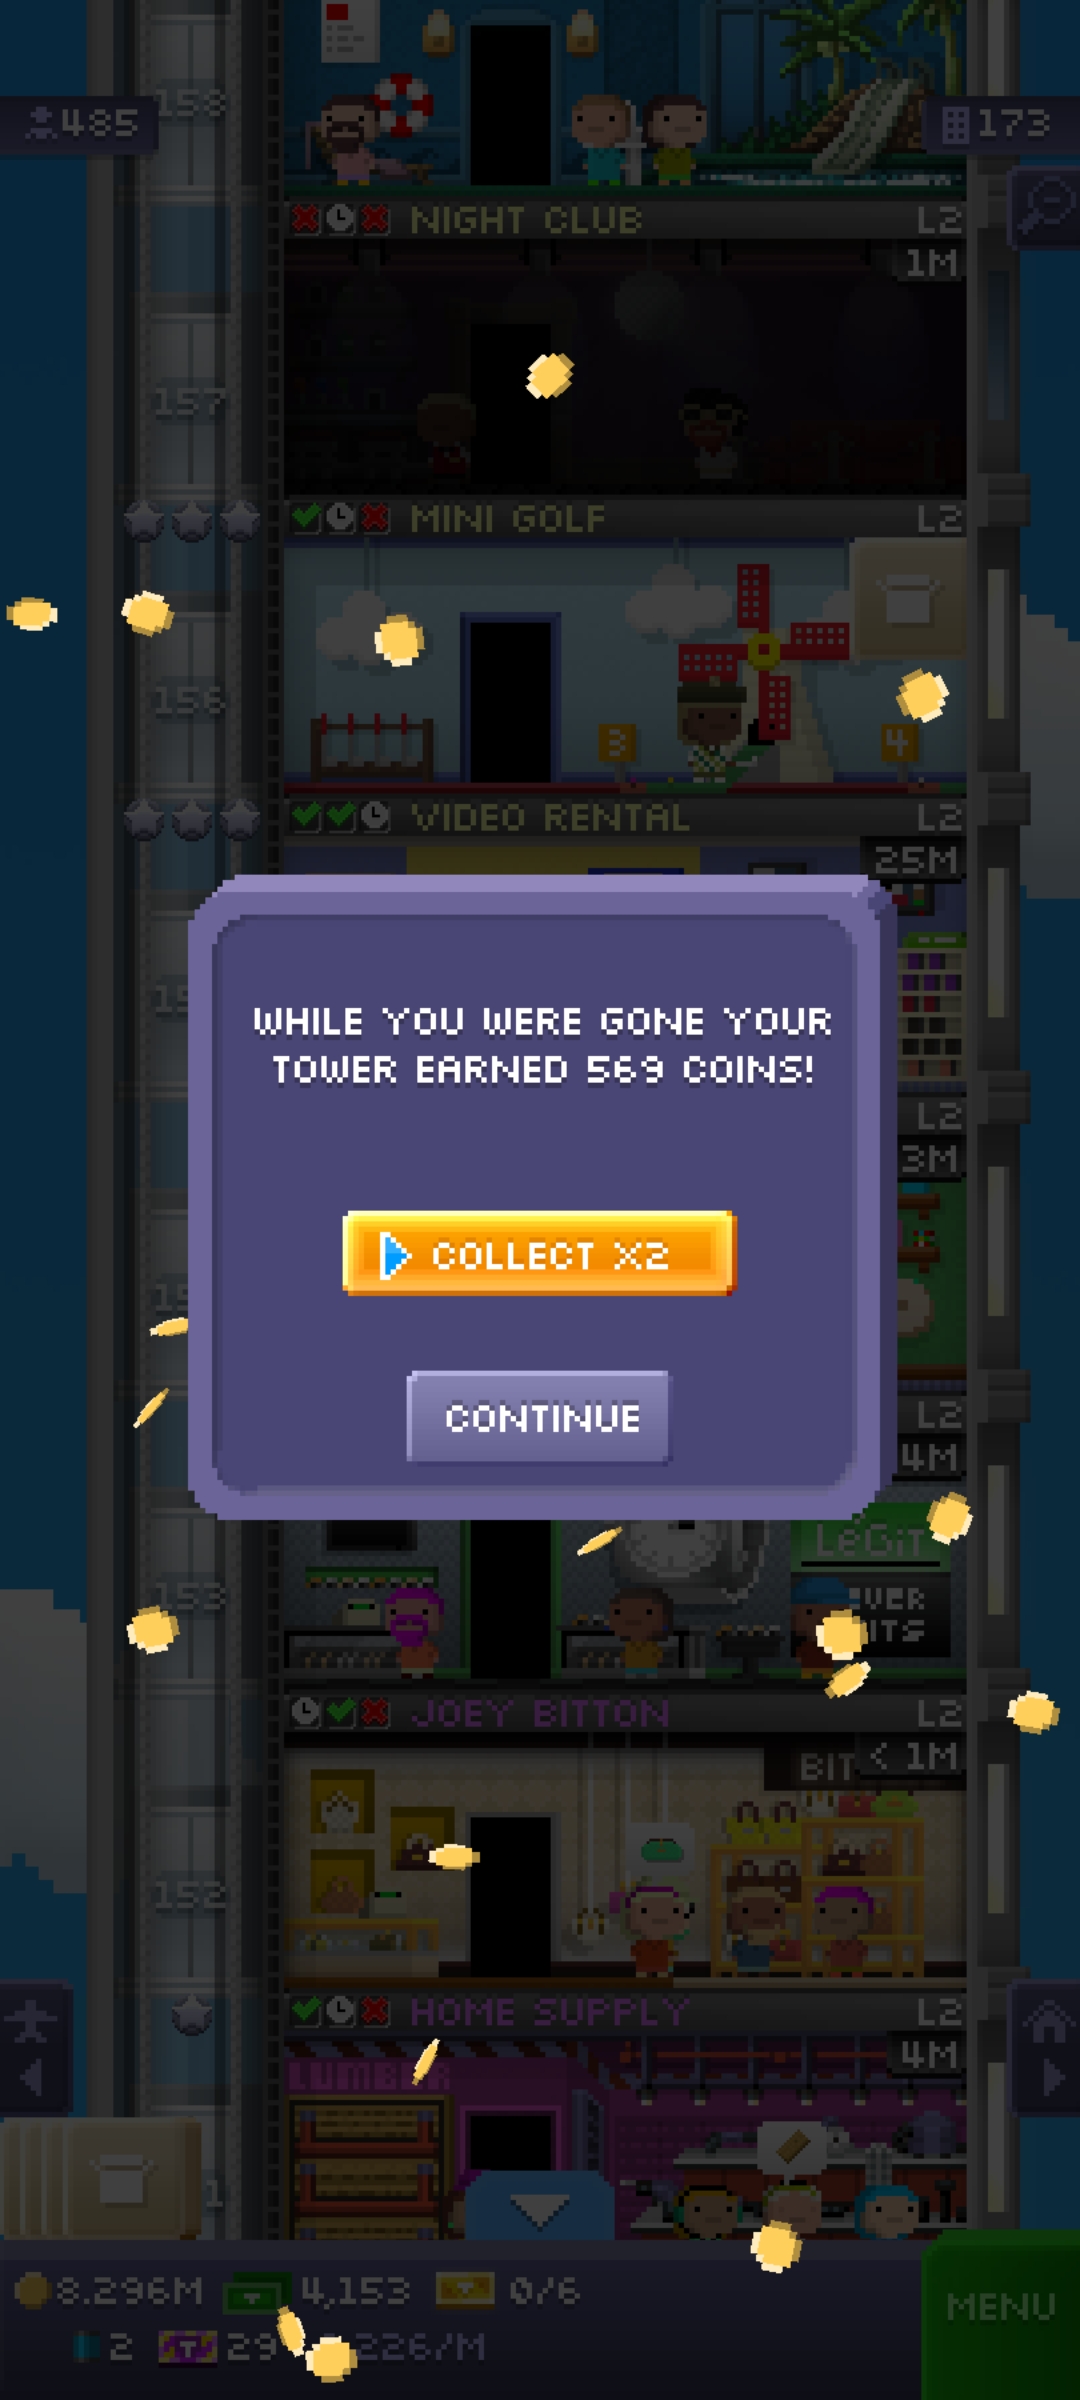 158
485
173
NIGHT CLUB L2
1M
157
MINI GOLF L2
156
3
4
VIDEO RENTAL L2
25M
WHILE YOU WERE GONE YOUR
TOWER EARNED 569 COINS!
L2
3M
COLLECT X2
CONTINUE
L2
4M
LeGiT
153
JOEY BITTON L2
BIT < 1M
152
HOME SUPPLY L2
4M
LUMBER
8.296M 4,153 0/6
MENU
2 29 226/M